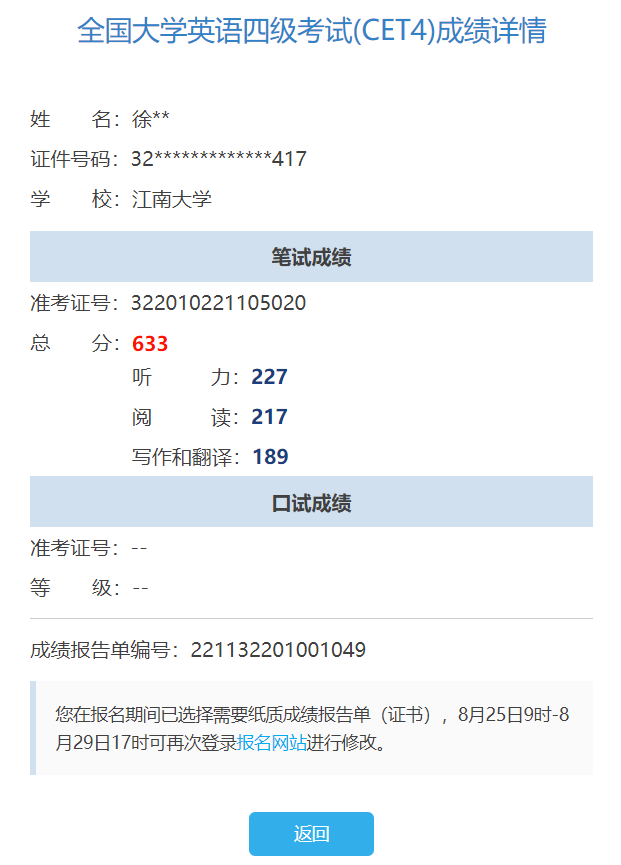 全国大学英语四级考试(CET4)成绩详情
姓 名：徐**
证件号码：32*************417
学 校：江南大学
笔试成绩
准考证号：322010221105020
总 分：633
听 力：227
阅 读：217
写作和翻译：189
口试成绩
准考证号：--
等 级：--
成绩报告单编号：221132201001049
您在报名期间已选择需要纸质成绩报告单（证书），8月25日9时-8
月29日17时可再次登录报名网站进行修改。
返回